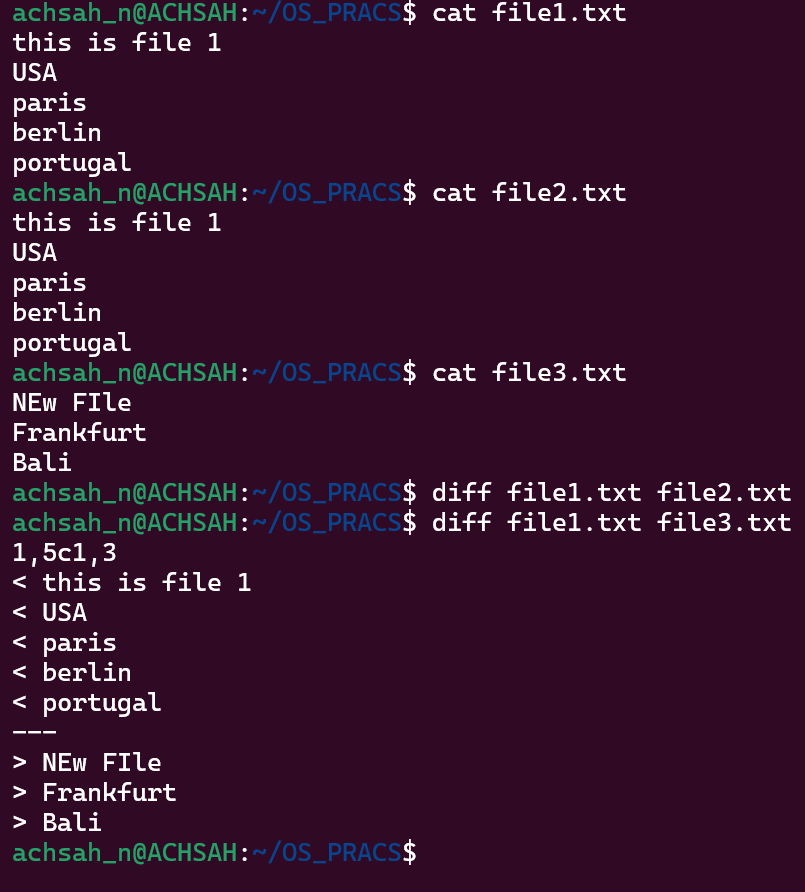 achsah_n@ACHSAH:~/OS_PRACS$ cat file1.txt
this is file 1
USA
paris
berlin
portugal
achsah_n@ACHSAH:~/OS_PRACS$ cat file2.txt
this is file 1
USA
paris
berlin
portugal
achsah_n@ACHSAH:~/OS_PRACS$ cat file3.txt
NEw FIle
Frankfurt
Bali
achsah_n@ACHSAH:~/OS_PRACS$ diff file1.txt file2.txt
achsah_n@ACHSAH:~/OS_PRACS$ diff file1.txt file3.txt
1,5c1,3
< this is file 1
< USA
< paris
< berlin
< portugal
---
> NEw FIle
> Frankfurt
> Bali
achsah_n@ACHSAH:~/OS_PRACS$